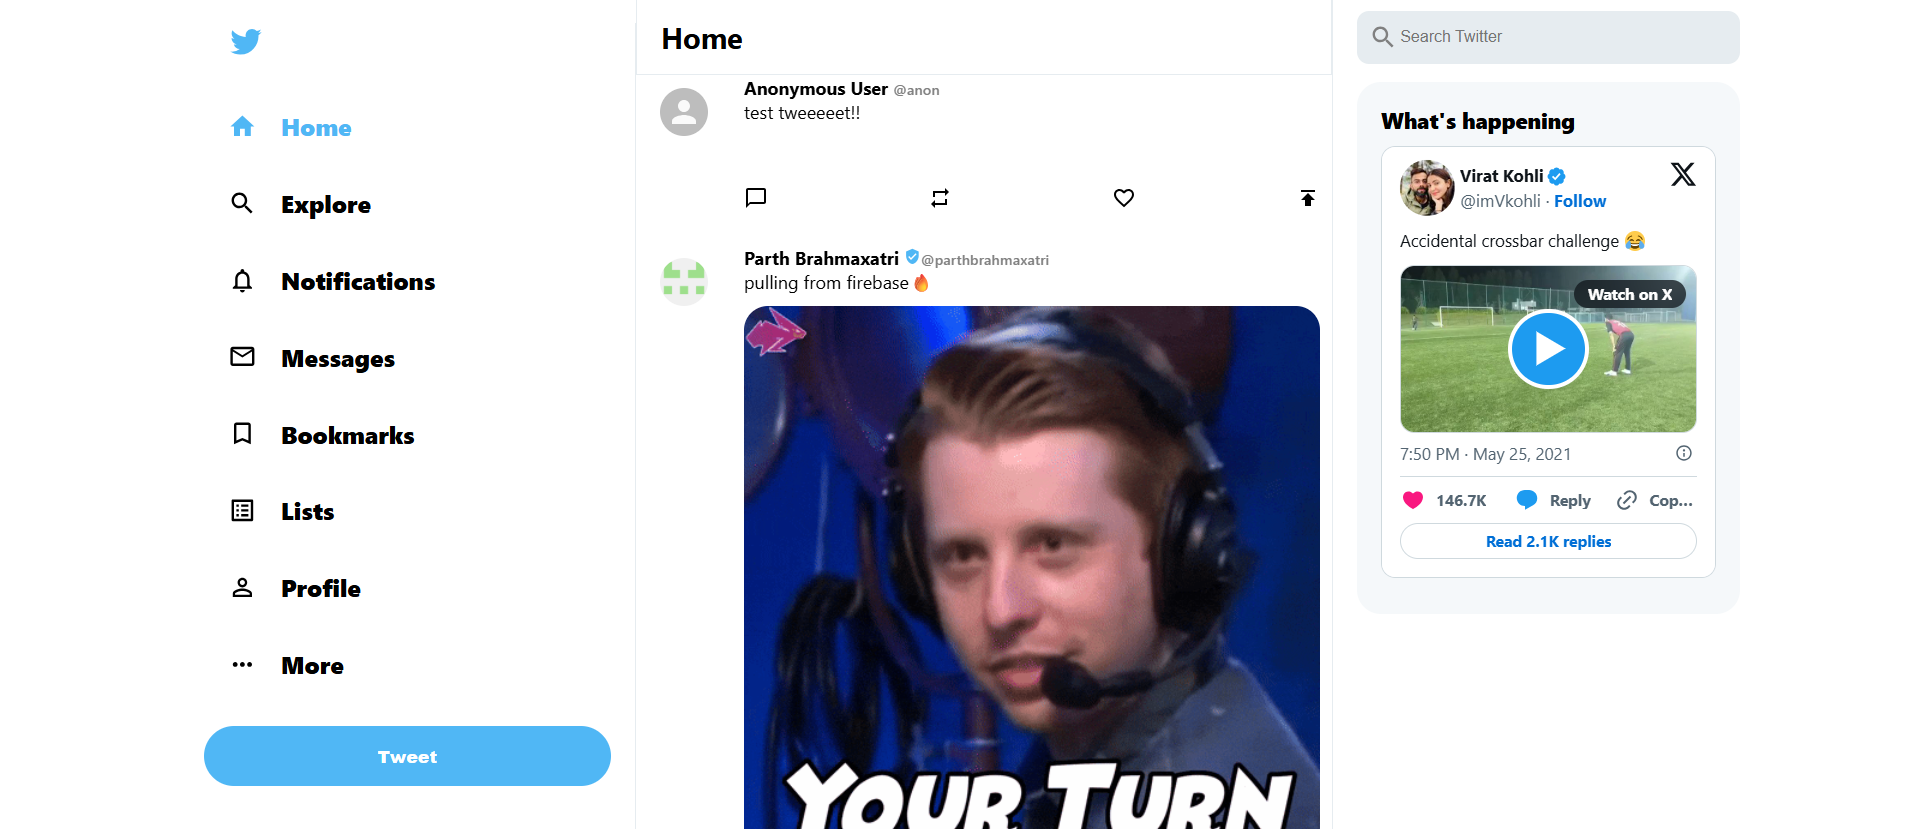 Home
Explore
Notifications
Messages
Bookmarks
Lists
Profile
More
Tweet
Home
Anonymous User @anon
test tweeeeet!!
Parth Brahmaxatri @parthbrahmaxatri
pulling from firebase🔥
YOUR TURN
Search Twitter
What's happening
Virat Kohli
@imVkohli · Follow
Accidental crossbar challenge 😂
Watch on X
7:50 PM · May 25, 2021
146.7K Reply Cop...
Read 2.1K replies